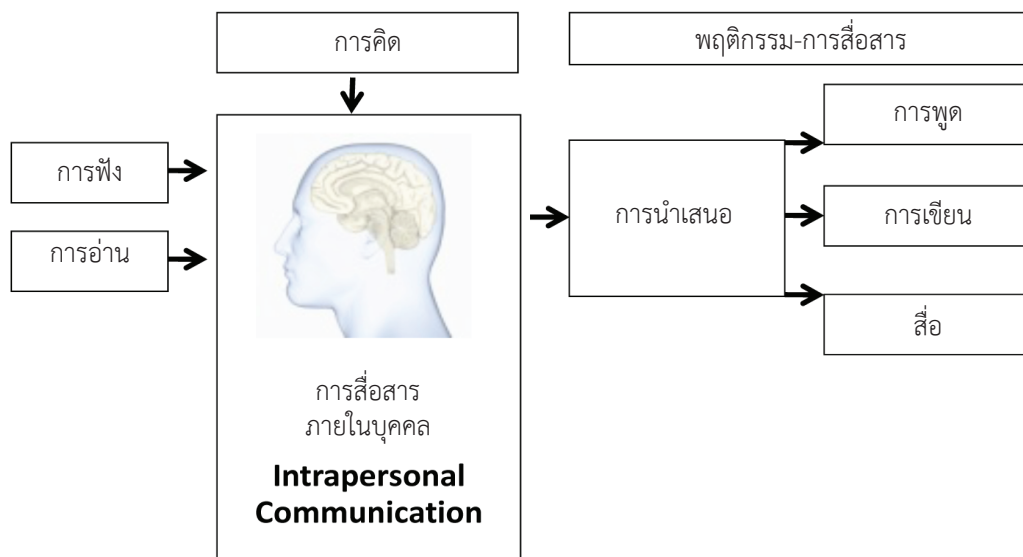 การคิด
พฤติกรรม-การสื่อสาร
การฟัง
การอ่าน
การสื่อสาร
ภายในบุคคล
Intrapersonal
Communication
การนำเสนอ
การพูด
การเขียน
สื่อ